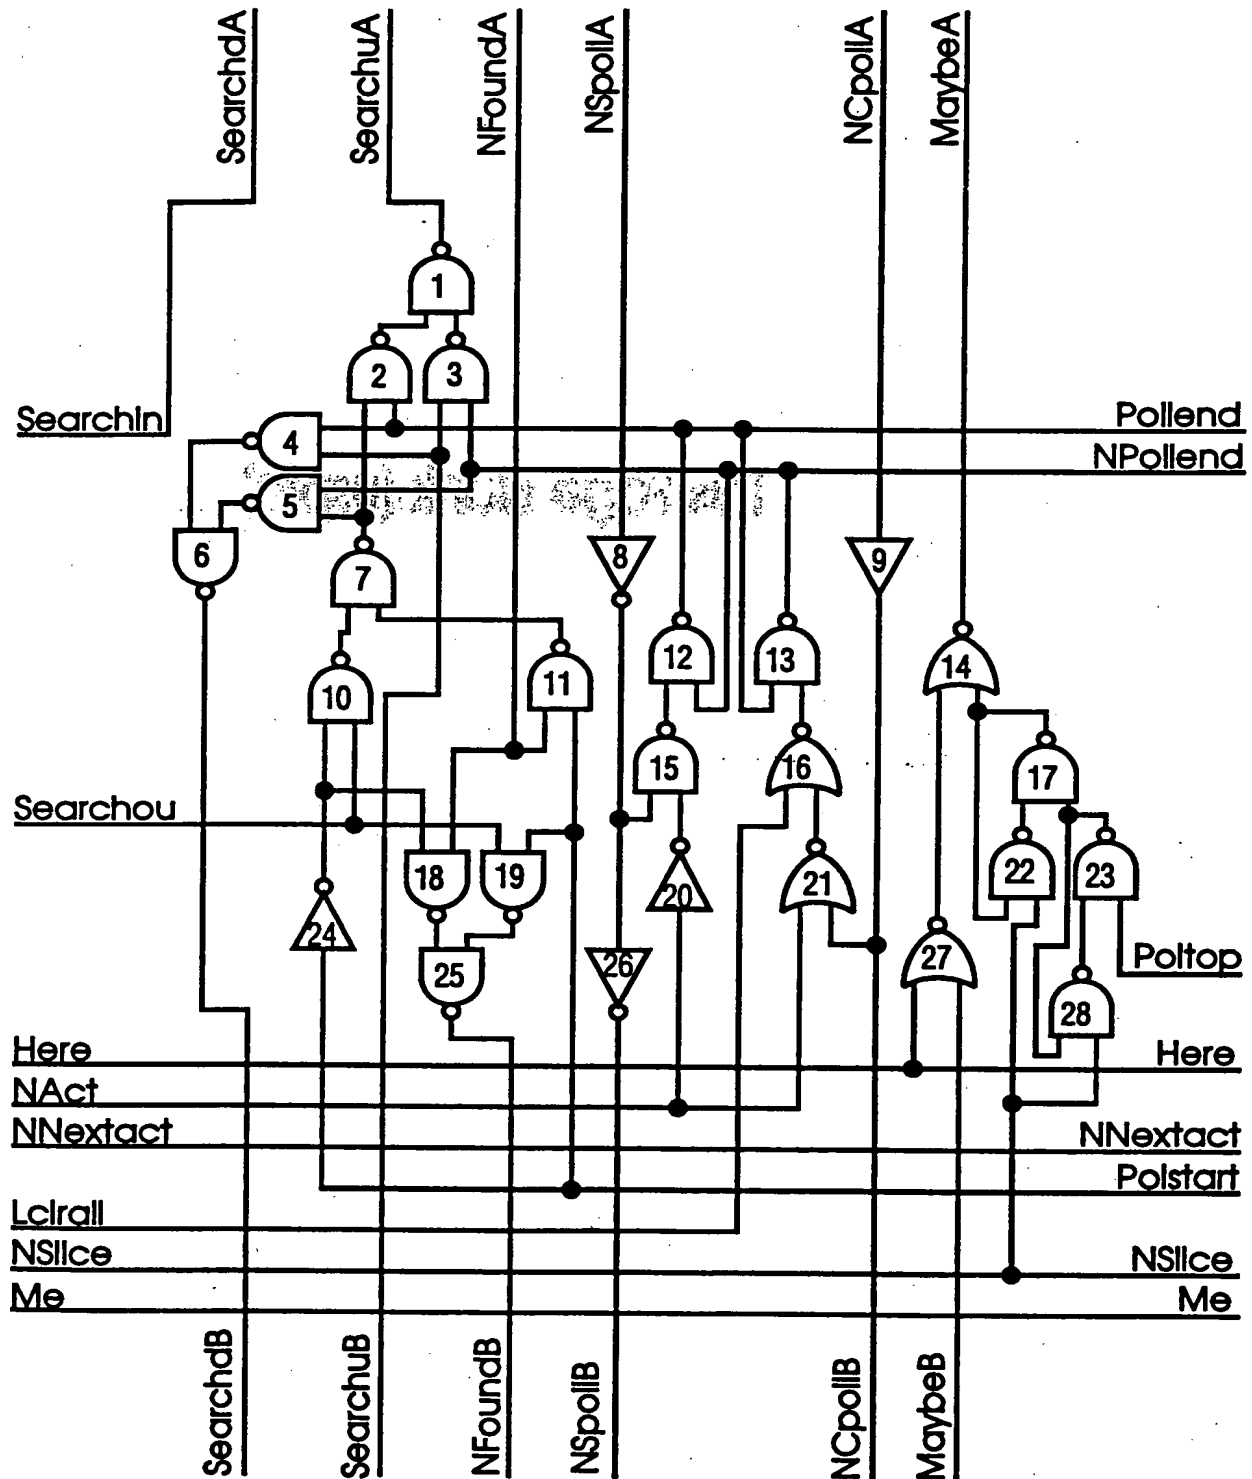 SearchdA
SearchuA
NFoundA
NSpollA
NCpollA
MaybeA
1
2
3
Searchin
Pollend
4
NPollend
5
6
7
8
9
10
11
12
13
14
15
16
17
Searchou
18
19
20
21
22
23
24
25
26
27
Poltop
28
Here
Here
NAct
NNextact
NNextact
Polstart
Lclrall
NSlice
NSlice
Me
Me
SearchdB
SearchuB
NFoundB
NSpollB
NCpollB
MaybeB